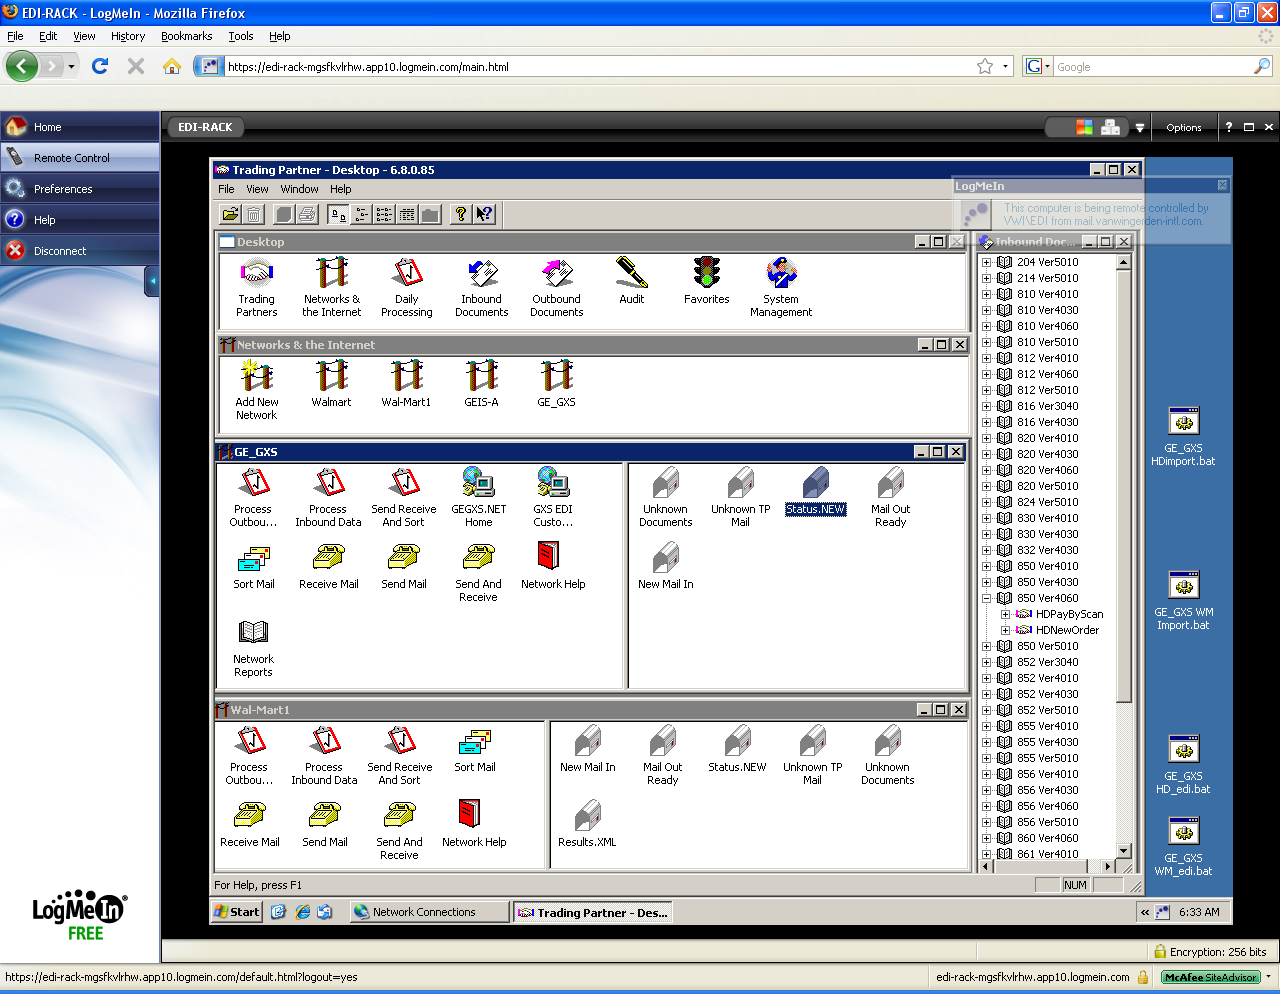 EDI-RACK - LogMeIn - Mozilla Firefox
File Edit View History Bookmarks Tools Help
https://edi-rack-mgsfkvlrhw.app10.logmein.com/main.html
Google
Home
Remote Control
Preferences
Help
Disconnect
EDI-RACK
Options
Trading Partner - Desktop - 6.8.0.85
File View Window Help
LogMeIn
This computer is being remote controlled by
VWI\EDI from mail.vanwingerden-intl.com.
Desktop
Trading
Partners
Networks &
the Internet
Daily
Processing
Inbound
Documents
Outbound
Documents
Audit
Favorites
System
Management
Networks & the Internet
Add New
Network
Walmart
Wal-Mart1
GEIS-A
GE_GXS
GE_GXS
Process
Outbou...
Process
Inbound Data
Send Receive
And Sort
GEGXS.NET
Home
GXS EDI
Custo...
Sort Mail
Receive Mail
Send Mail
Send And
Receive
Network Help
Network
Reports
Unknown
Documents
Unknown TP
Mail
Status.NEW
Mail Out
Ready
New Mail In
Wal-Mart1
Process
Outbou...
Process
Inbound Data
Send Receive
And Sort
Sort Mail
Receive Mail
Send Mail
Send And
Receive
Network Help
New Mail In
Mail Out
Ready
Status.NEW
Unknown TP
Mail
Unknown
Documents
Results.XML
Inbound Doc...
204 Ver5010
214 Ver5010
810 Ver4010
810 Ver4030
810 Ver4060
810 Ver5010
812 Ver4010
812 Ver4060
812 Ver5010
816 Ver3040
816 Ver4030
820 Ver4010
820 Ver4030
820 Ver4060
820 Ver5010
824 Ver5010
830 Ver4010
830 Ver4030
832 Ver4030
850 Ver4010
850 Ver4030
850 Ver4060
HDPayByScan
HDNewOrder
850 Ver5010
852 Ver3040
852 Ver4010
852 Ver4030
852 Ver5010
855 Ver4010
855 Ver4030
855 Ver5010
856 Ver4010
856 Ver4030
856 Ver4060
856 Ver5010
860 Ver4060
861 Ver4010
GE_GXS
HDimport.bat
GE_GXS WM
Import.bat
GE_GXS
HD_edi.bat
GE_GXS
WM_edi.bat
For Help, press F1
NUM
Start
Network Connections
Trading Partner - Des...
6:33 AM
LogMeIn
FREE
Encryption: 256 bits
https://edi-rack-mgsfkvlrhw.app10.logmein.com/default.html?logout=yes
edi-rack-mgsfkvlrhw.app10.logmein.com
McAfee SiteAdvisor